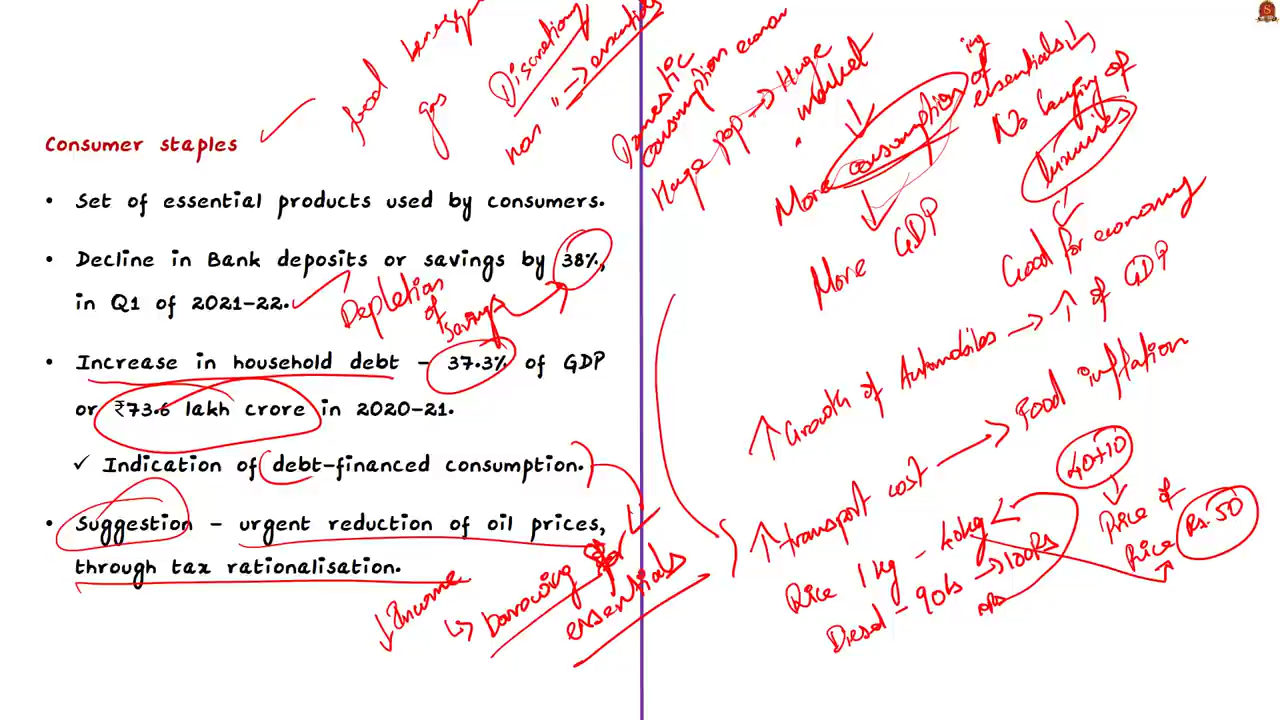 Consumer staples
• Set of essential products used by consumers.
• Decline in Bank deposits or savings by 38%,
in Q1 of 2021-22.
• Increase in household debt – 37.3% of GDP
or ₹73.6 lakh crore in 2020-21.
✓ Indication of debt-financed consumption.
• Suggestion – urgent reduction of oil prices,
through tax rationalisation.
food
gas
Discretionary
non " => essentials
Depletion
of
savings
↓ Income
↳ borrowing for
essentials
Domestic
consumption
Huge pop → Huge
market
More consumption
of
essentials ↓
No buying of
luxuries
More GDP
Good for economy
↑ Growth of Automobiles → ↑ of GDP
↑ transport cost → Food inflation
40+10
Rice 1 kg – 40kg
Price of
Rice Rs.50
Diesel – 90Rs → 100Rs
S